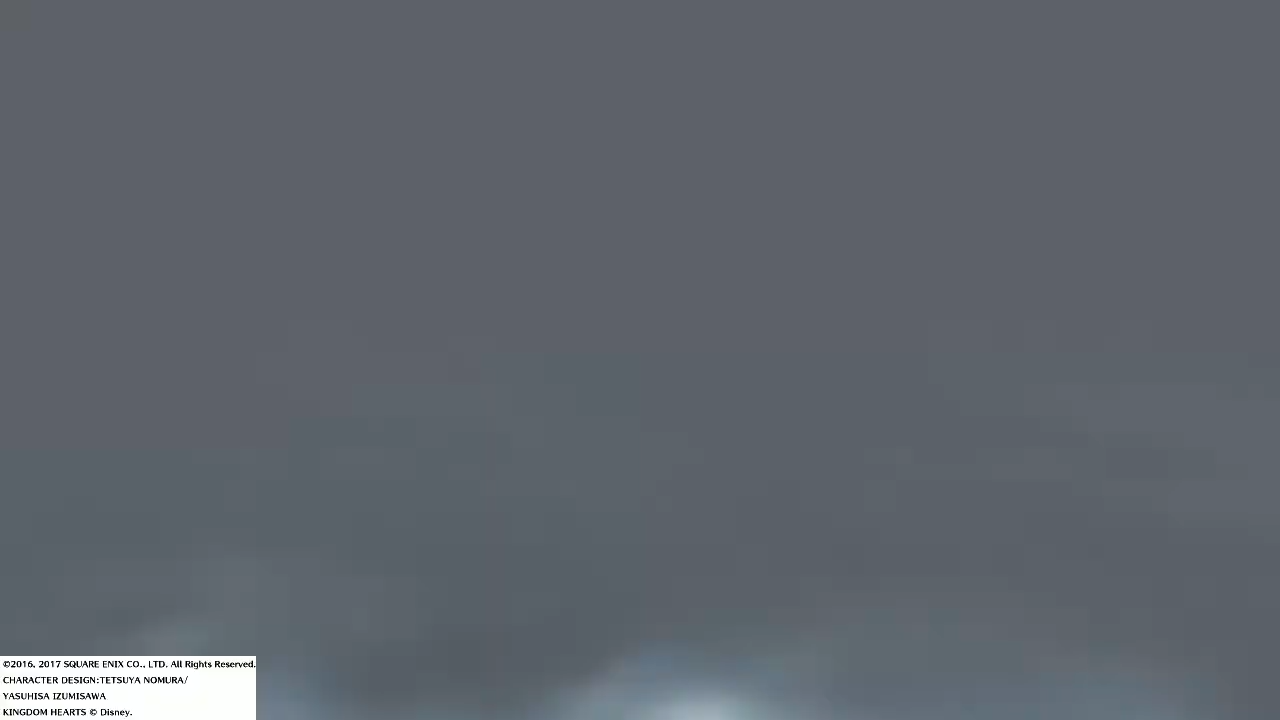 ©2016, 2017 SQUARE ENIX CO., LTD. All Rights Reserved.
CHARACTER DESIGN:TETSUYA NOMURA/
YASUHISA IZUMISAWA
KINGDOM HEARTS © Disney.